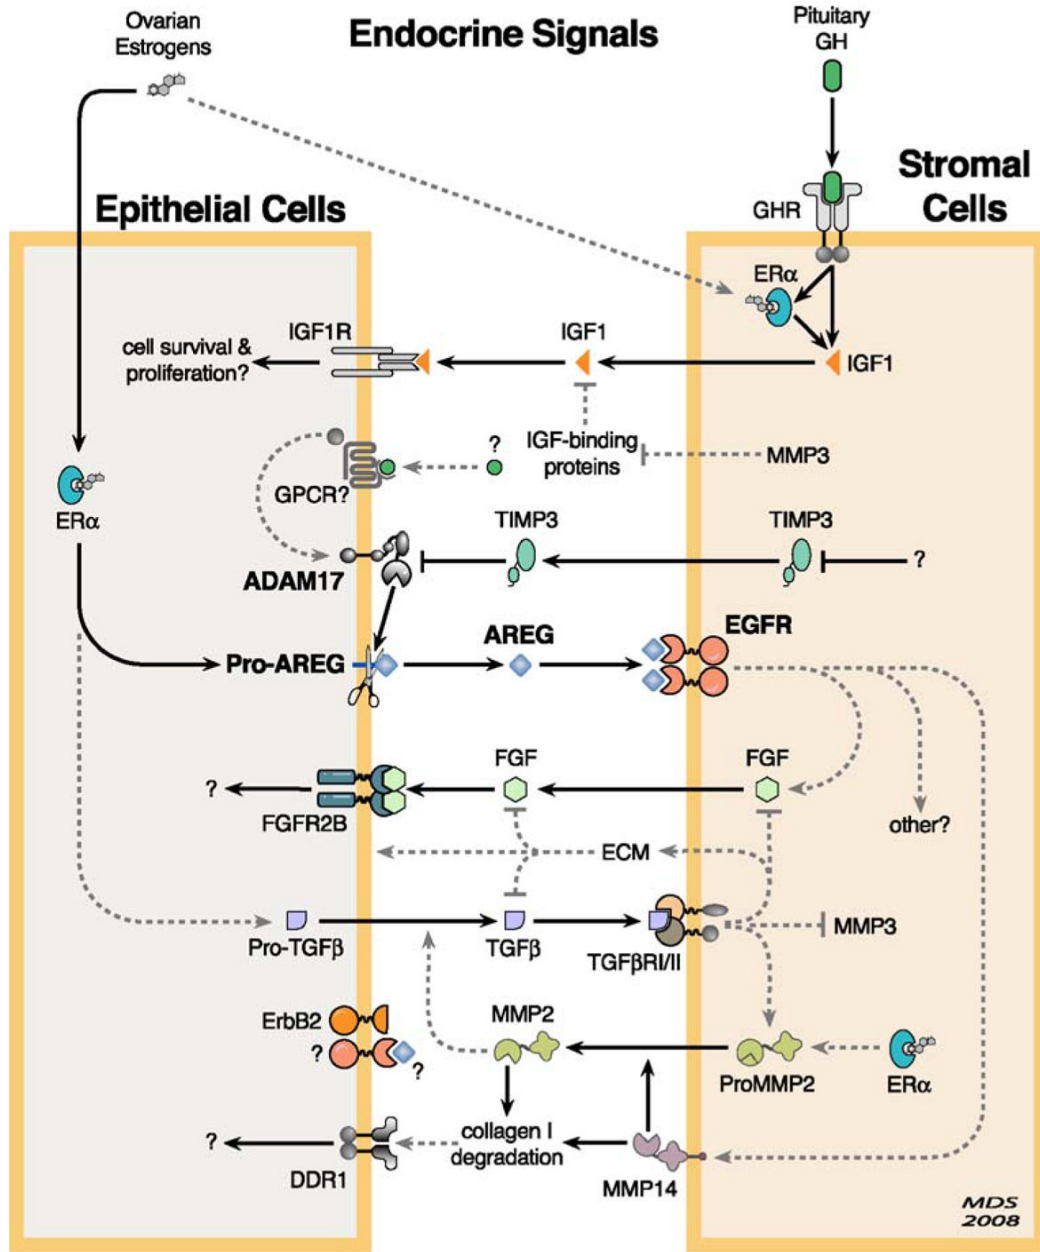 Ovarian
Estrogens
Endocrine Signals
Pituitary
GH
Stromal
Cells
Epithelial Cells
GHR
ERα
IGF1R
IGF1
IGF1
cell survival &
proliferation?
?
IGF-binding
proteins
MMP3
GPCR?
ERα
TIMP3
TIMP3
?
ADAM17
AREG
EGFR
Pro-AREG
FGF
FGF
?
FGFR2B
other?
ECM
Pro-TGFβ
TGFβ
TGFβRI/II
MMP3
ErbB2
MMP2
?
?
ProMMP2
ERα
?
collagen I
degradation
DDR1
MMP14
MDS
2008